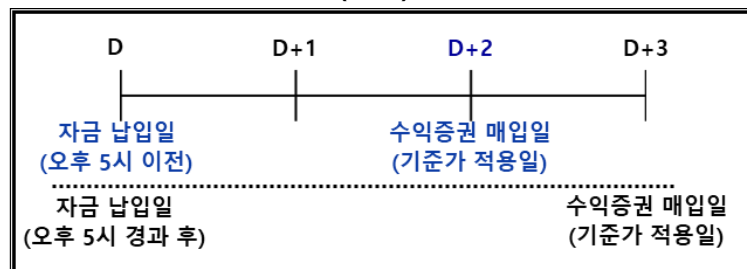 D D+1 D+2 D+3
자금 납입일 수익증권 매입일
(오후 5시 이전) (기준가 적용일)
자금 납입일 수익증권 매입일
(오후 5시 경과 후) (기준가 적용일)